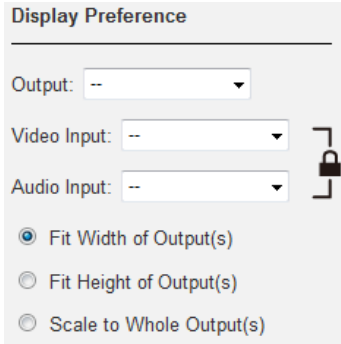 Display Preference
Output: --
Video Input: --
Audio Input: --
Fit Width of Output(s)
Fit Height of Output(s)
Scale to Whole Output(s)